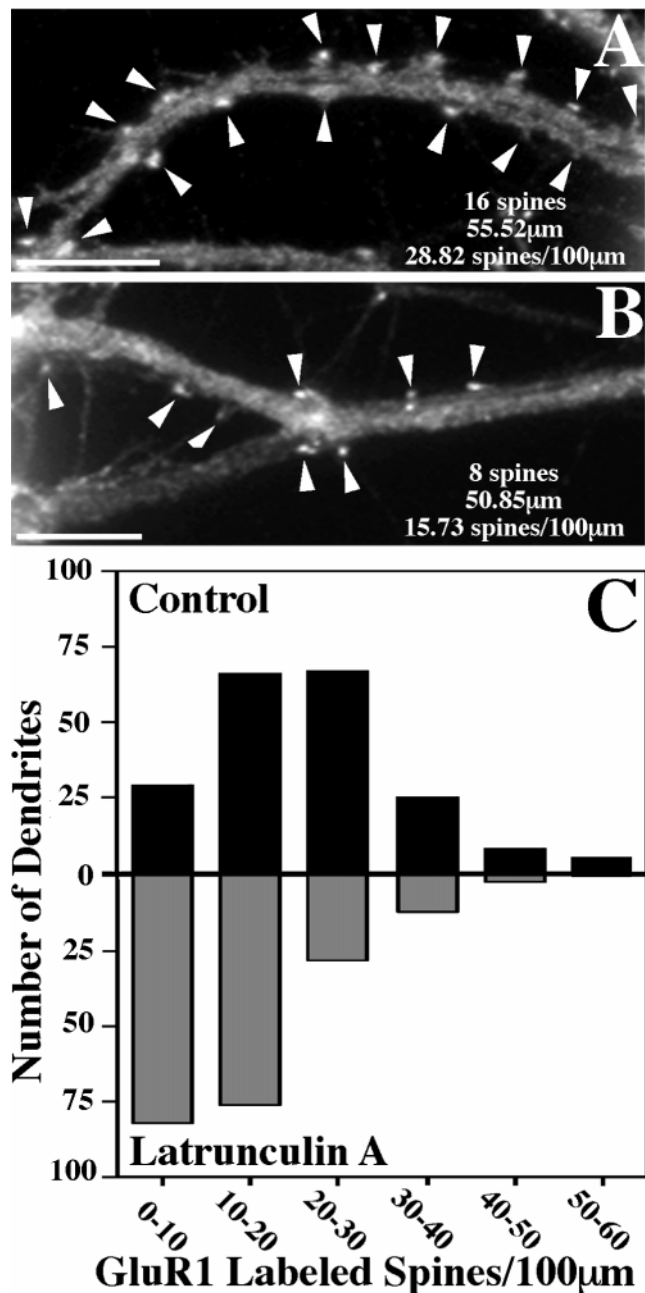 A
16 spines
55.52μm
28.82 spines/100μm
B
8 spines
50.85μm
15.73 spines/100μm
C
Control
100
75
50
25
0
25
50
75
100
Number of Dendrites
Latrunculin A
0-10
10-20
20-30
30-40
40-50
50-60
GluR1 Labeled Spines/100μm